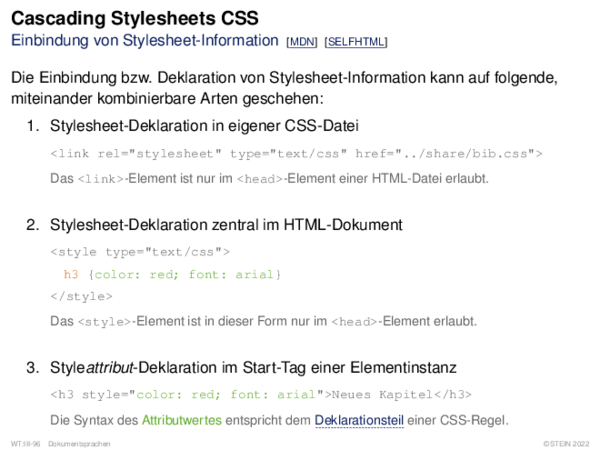 Cascading Stylesheets CSS
Einbindung von Stylesheet-Information [MDN] [SELFHTML]
Die Einbindung bzw. Deklaration von Stylesheet-Information kann auf folgende,
miteinander kombinierbare Arten geschehen:
1. Stylesheet-Deklaration in eigener CSS-Datei
<link rel="stylesheet" type="text/css" href="../share/bib.css">
Das <link>-Element ist nur im <head>-Element einer HTML-Datei erlaubt.
2. Stylesheet-Deklaration zentral im HTML-Dokument
<style type="text/css">
h3 {color: red; font: arial}
</style>
Das <style>-Element ist in dieser Form nur im <head>-Element erlaubt.
3. Styleattribut-Deklaration im Start-Tag einer Elementinstanz
<h3 style="color: red; font: arial">Neues Kapitel</h3>
Die Syntax des Attributwertes entspricht dem Deklarationsteil einer CSS-Regel.
WT:III-96 Dokumentsprachen ©STEIN 2022